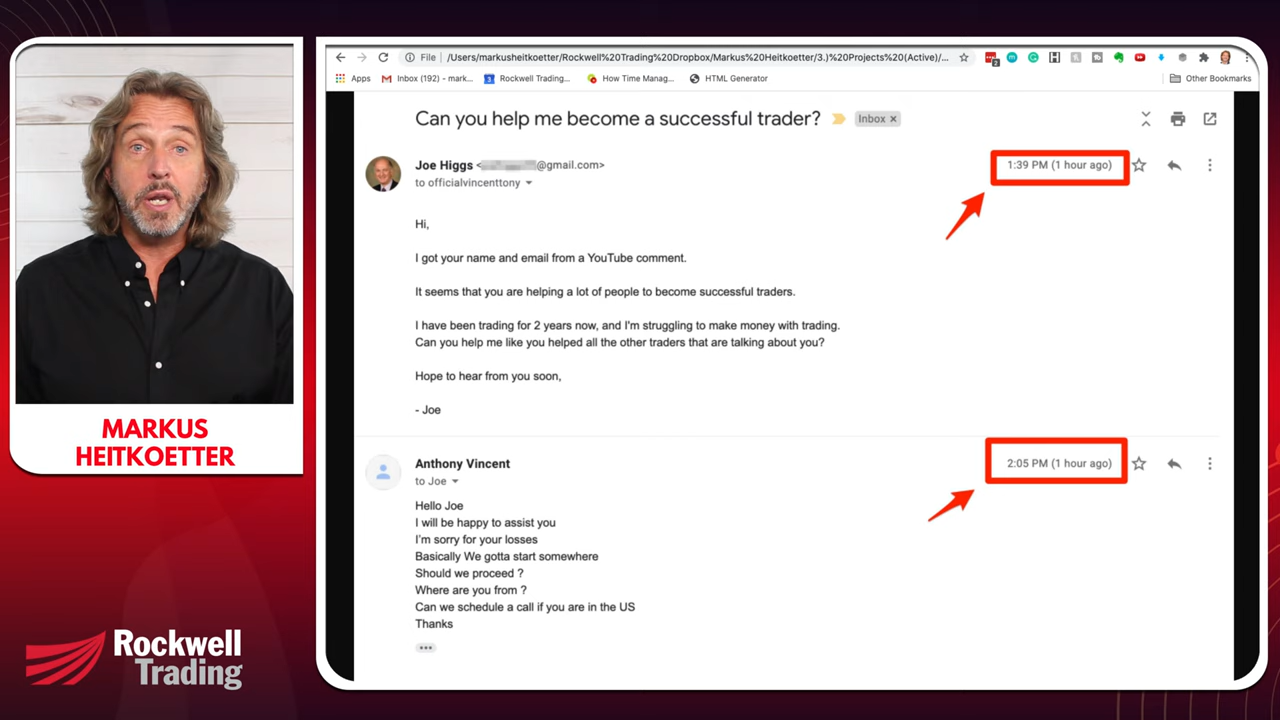 File /Users/markusheitkoetter/Rockwell%20Trading%20Dropbox/Markus%20Heitkoetter/3.)%20Projects%20(Active)/...
Apps Inbox (192) - mark... Rockwell Trading... How Time Manag... HTML Generator Other Bookmarks
Can you help me become a successful trader? Inbox ×
Joe Higgs < @gmail.com> 1:39 PM (1 hour ago)
to officialvincenttony
Hi,
I got your name and email from a YouTube comment.
It seems that you are helping a lot of people to become successful traders.
I have been trading for 2 years now, and I'm struggling to make money with trading.
Can you help me like you helped all the other traders that are talking about you?
Hope to hear from you soon,
- Joe
Anthony Vincent 2:05 PM (1 hour ago)
to Joe
Hello Joe
I will be happy to assist you
I'm sorry for your losses
Basically We gotta start somewhere
Should we proceed ?
Where are you from ?
Can we schedule a call if you are in the US
Thanks
MARKUS
HEITKOETTER
Rockwell
Trading